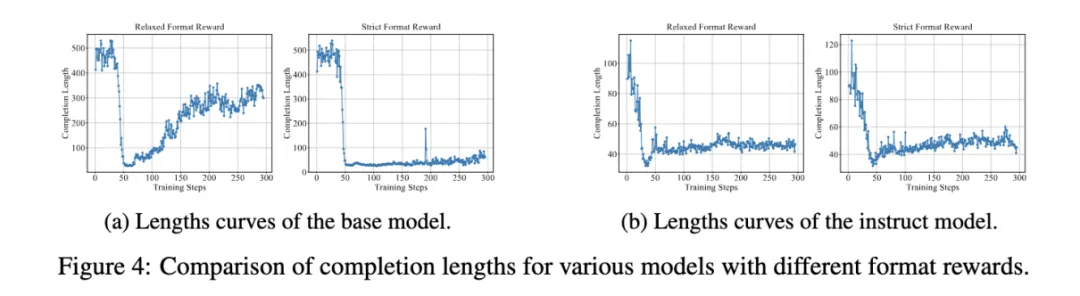 Relaxed Format Reward
Completion Length
500
400
300
200
100
0 50 100 150 200 250 300
Training Steps
Strict Format Reward
Completion Length
500
400
300
200
100
0
0 50 100 150 200 250 300
Training Steps
(a) Lengths curves of the base model.
Relaxed Format Reward
Completion Length
100
80
60
40
0 50 100 150 200 250 300
Training Steps
Strict Format Reward
Completion Length
120
100
80
60
40
0 50 100 150 200 250 300
Training Steps
(b) Lengths curves of the instruct model.
Figure 4: Comparison of completion lengths for various models with different format rewards.